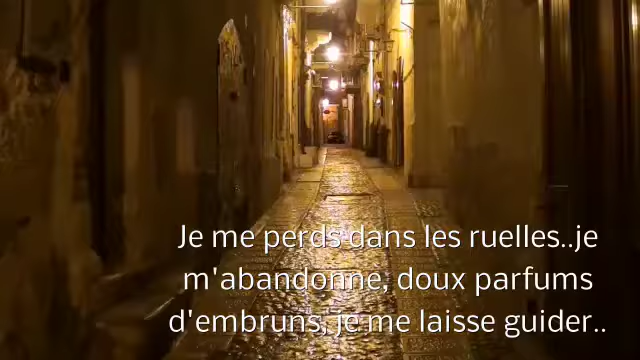 Je me perds dans les ruelles..je
m'abandonne, doux parfums
d'embruns, je me laisse guider..